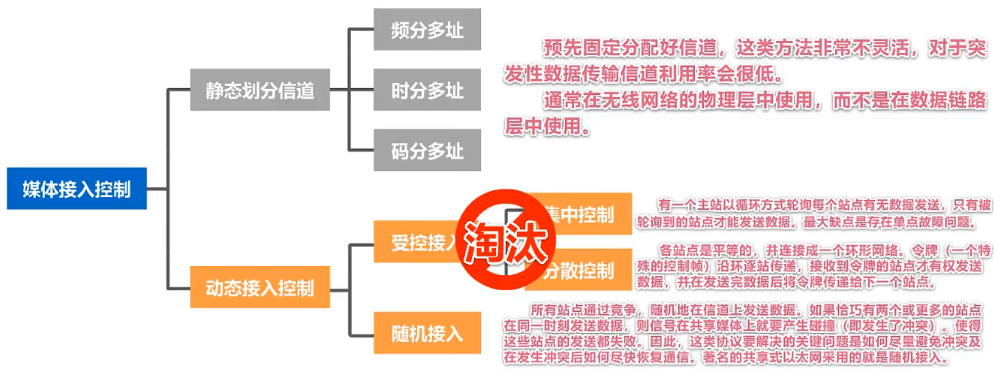 频分多址
预先固定分配好信道，这类方法非常不灵活，对于突
发性数据传输信道利用率会很低。
静态划分信道
时分多址
通常在无线网络的物理层中使用，而不是在数据链路
层中使用。
码分多址
媒体接入控制
集中控制
有一个主站以循环方式轮询每个站点有无数据发送，只有被
轮询到的站点才能发送数据。最大缺点是存在单点故障问题。
受控接入
淘汰
分散控制
各站点是平等的，并连接成一个环形网络。令牌（一个特
殊的控制帧）沿环逐站传递，接收到令牌的站点才有权发送
数据，并在发送完数据后将令牌传递给下一个站点。
动态接入控制
随机接入
所有站点通过竞争，随机地在信道上发送数据。如果恰巧有两个或更多的站点
在同一时刻发送数据，则信号在共享媒体上就要产生碰撞（即发生了冲突）。使得
这些站点的发送都失败。因此，这类协议要解决的关键问题是如何尽量避免冲突及
在发生冲突后如何尽快恢复通信。著名的共享式以太网采用的就是随机接入。